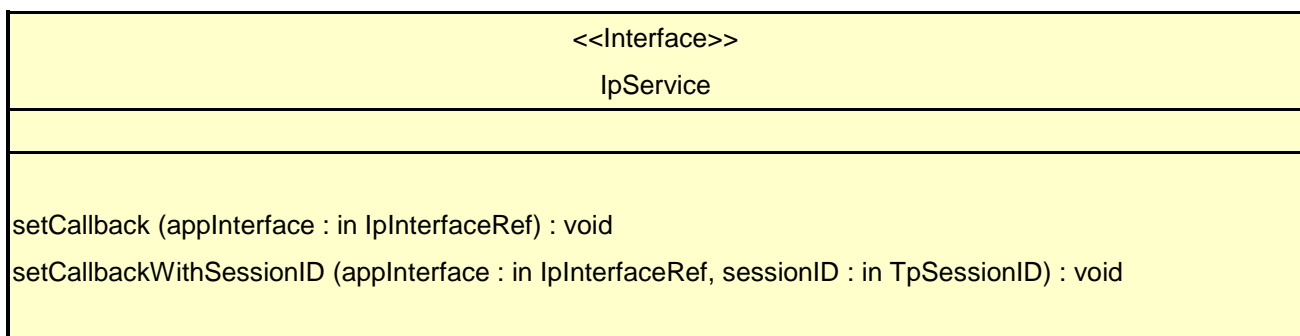 <<Interface>>
IpService
setCallback (appInterface : in IpInterfaceRef) : void
setCallbackWithSessionID (appInterface : in IpInterfaceRef, sessionID : in TpSessionID) : void